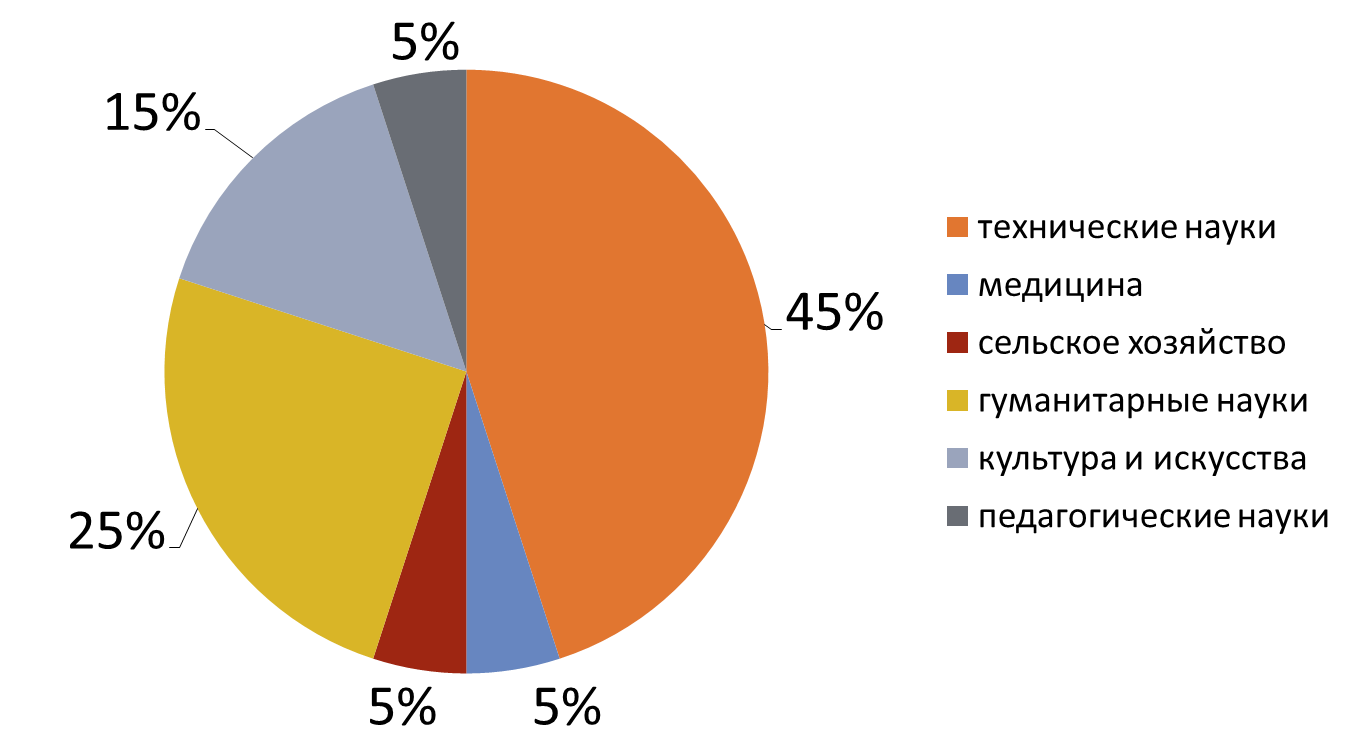 5%
15%
45%
25%
5%
5%
технические науки
медицина
сельское хозяйство
гуманитарные науки
культура и искусства
педагогические науки